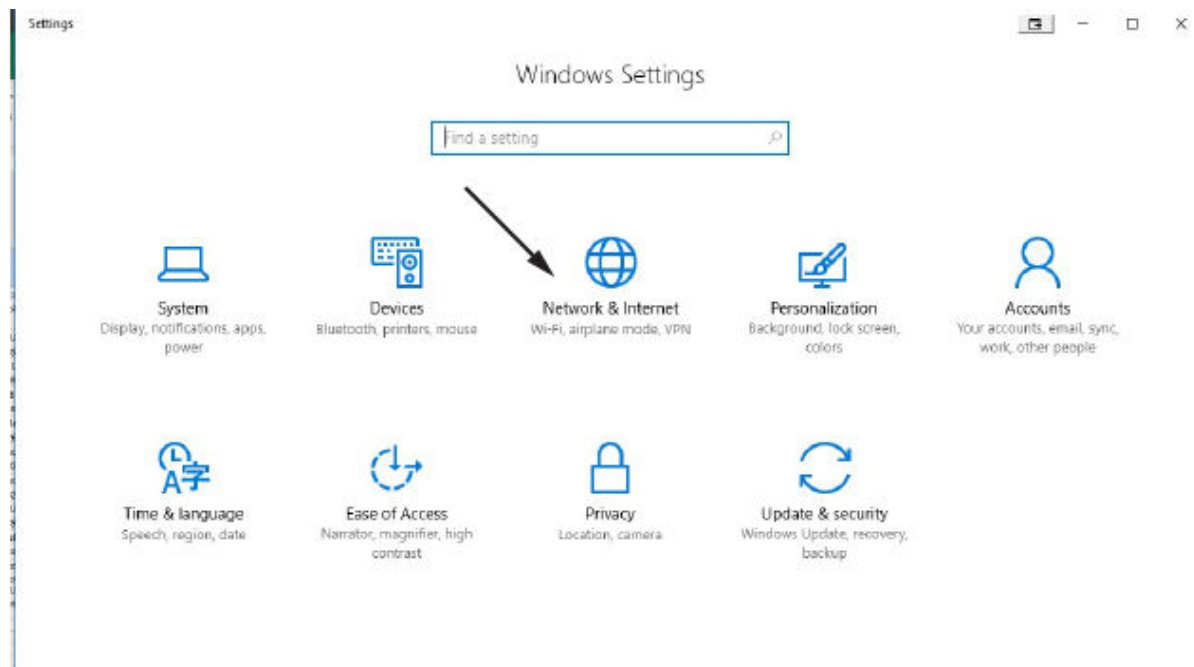 Settings
Windows Settings
Find a setting
System
Display, notifications, apps,
power
Devices
Bluetooth, printers, mouse
Network & Internet
Wi-Fi, airplane mode, VPN
Personalization
Background, lock screen,
colors
Accounts
Your accounts, email, sync,
work, other people
Time & language
Speech, region, date
Ease of Access
Narrator, magnifier, high
contrast
Privacy
Location, camera
Update & security
Windows Update, recovery,
backup